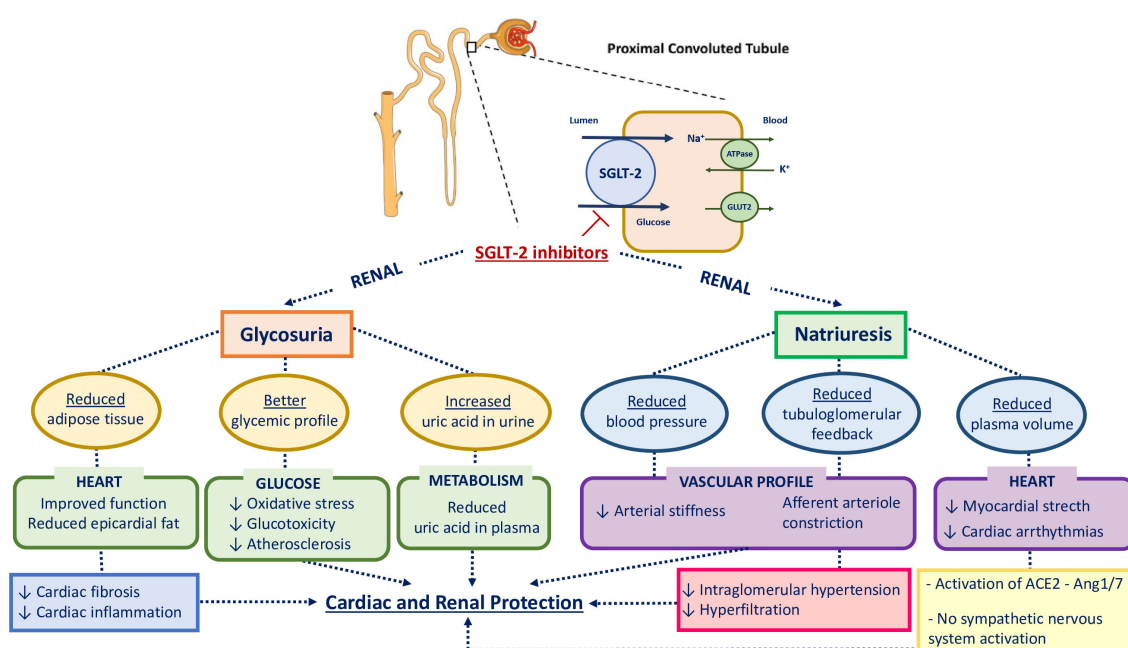 Proximal Convoluted Tubule
Lumen
Blood
Na⁺
ATPase
SGLT-2
K⁺
GLUT2
Glucose
SGLT-2 inhibitors
RENAL
RENAL
Glycosuria
Natriuresis
Reduced
adipose tissue
Better
glycemic profile
Increased
uric acid in urine
Reduced
blood pressure
Reduced
tubuloglomerular
feedback
Reduced
plasma volume
HEART
Improved function
Reduced epicardial fat
GLUCOSE
↓ Oxidative stress
↓ Glucotoxicity
↓ Atherosclerosis
METABOLISM
Reduced
uric acid in plasma
VASCULAR PROFILE
↓ Arterial stiffness
Afferent arteriole
constriction
HEART
↓ Myocardial strecth
↓ Cardiac arrthythmias
↓ Cardiac fibrosis
↓ Cardiac inflammation
Cardiac and Renal Protection
↓ Intraglomerular hypertension
↓ Hyperfiltration
- Activation of ACE2 - Ang1/7
- No sympathetic nervous
system activation